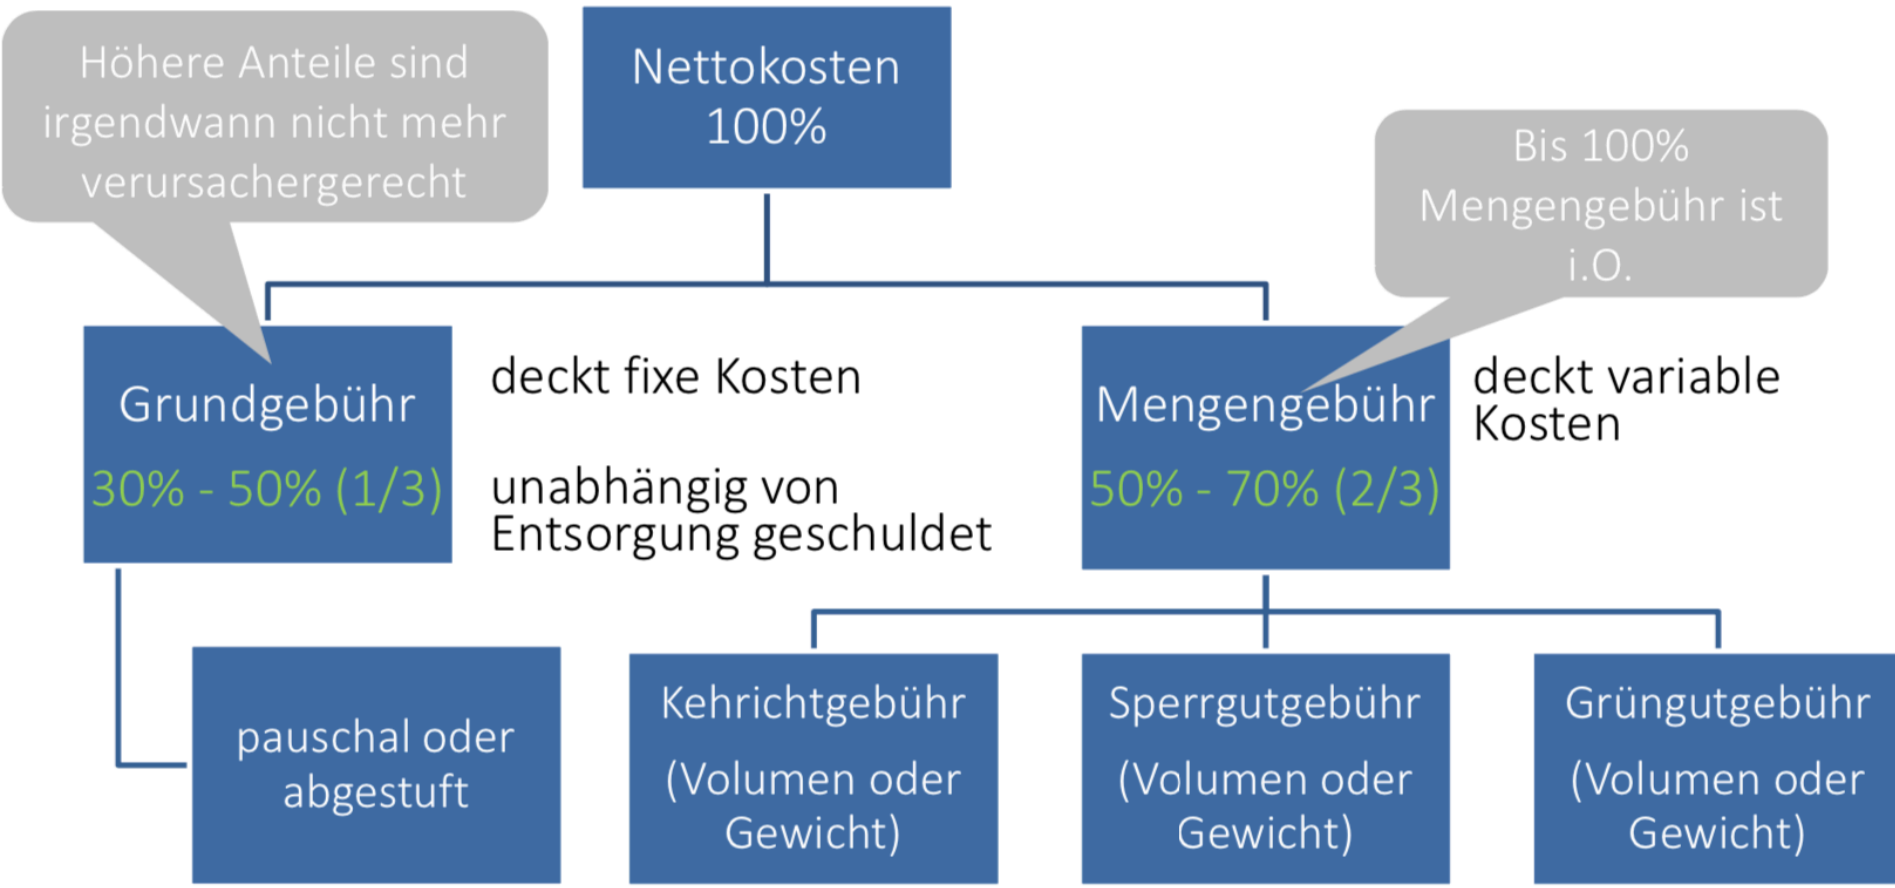 Höhere Anteile sind
irgendwann nicht mehr
verursachergerecht
Nettokosten
100%
Bis 100%
Mengengebühr ist
i.O.
Grundgebühr
30% - 50% (1/3)
deckt fixe Kosten
unabhängig von
Entsorgung geschuldet
Mengengebühr
50% - 70% (2/3)
deckt variable
Kosten
pauschal oder
abgestuft
Kehrichtgebühr
(Volumen oder
Gewicht)
Sperrgutgebühr
(Volumen oder
Gewicht)
Grüngutgebühr
(Volumen oder
Gewicht)